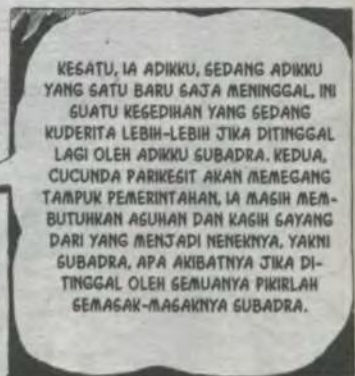 KESATU, IA ADIKKU, SEDANG ADIKKU
YANG SATU BARU SAJA MENINGGAL. INI
SUATU KESEDIHAN YANG SEDANG
KUDERITA LEBIH-LEBIH JIKA DITINGGAL
LAGI OLEH ADIKKU SUBADRA. KEDUA,
CUCUNDA PARIKESIT AKAN MEMEGANG
TAMPUK PEMERINTAHAN, IA MASIH MEM-
BUTUHKAN ASUHAN DAN KASIH SAYANG
DARI YANG MENJADI NENEKNYA, YAKNI
SUBADRA, APA AKIBATNYA JIKA DI-
TINGGAL OLEH SEMUANYA PIKIRLAH
SEMASAK-MASAKNYA SUBADRA.